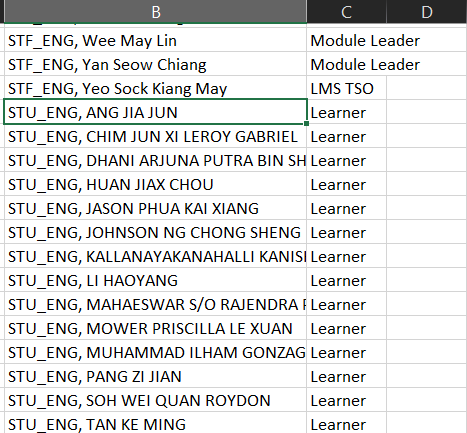 B C D
STF_ENG, Wee May Lin Module Leader
STF_ENG, Yan Seow Chiang Module Leader
STF_ENG, Yeo Sock Kiang May LMS TSO
STU_ENG, ANG JIA JUN Learner
STU_ENG, CHIM JUN XI LEROY GABRIEL Learner
STU_ENG, DHANI ARJUNA PUTRA BIN SH Learner
STU_ENG, HUAN JIAX CHOU Learner
STU_ENG, JASON PHUA KAI XIANG Learner
STU_ENG, JOHNSON NG CHONG SHENG Learner
STU_ENG, KALLANAYAKANAHALLI KANISI Learner
STU_ENG, LI HAOYANG Learner
STU_ENG, MAHAESWAR S/O RAJENDRA Learner
STU_ENG, MOWER PRISCILLA LE XUAN Learner
STU_ENG, MUHAMMAD ILHAM GONZAG Learner
STU_ENG, PANG ZI JIAN Learner
STU_ENG, SOH WEI QUAN ROYDON Learner
STU_ENG, TAN KE MING Learner